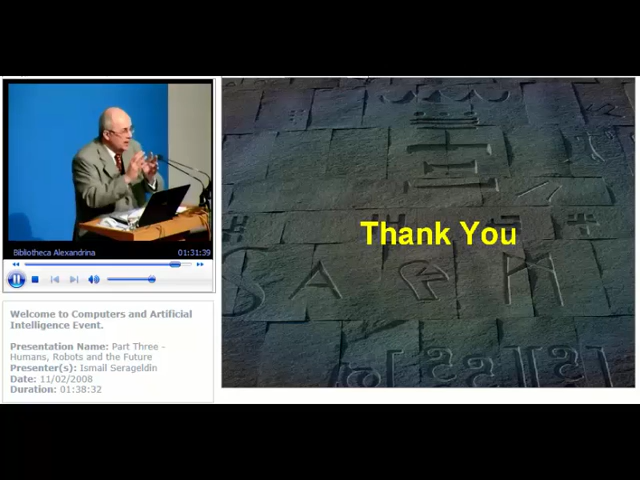 Bibliotheca Alexandrina 01:31:39
Welcome to Computers and Artificial
Intelligence Event.
Presentation Name: Part Three -
Humans, Robots and the Future
Presenter(s): Ismail Serageldin
Date: 11/02/2008
Duration: 01:38:32
Thank You